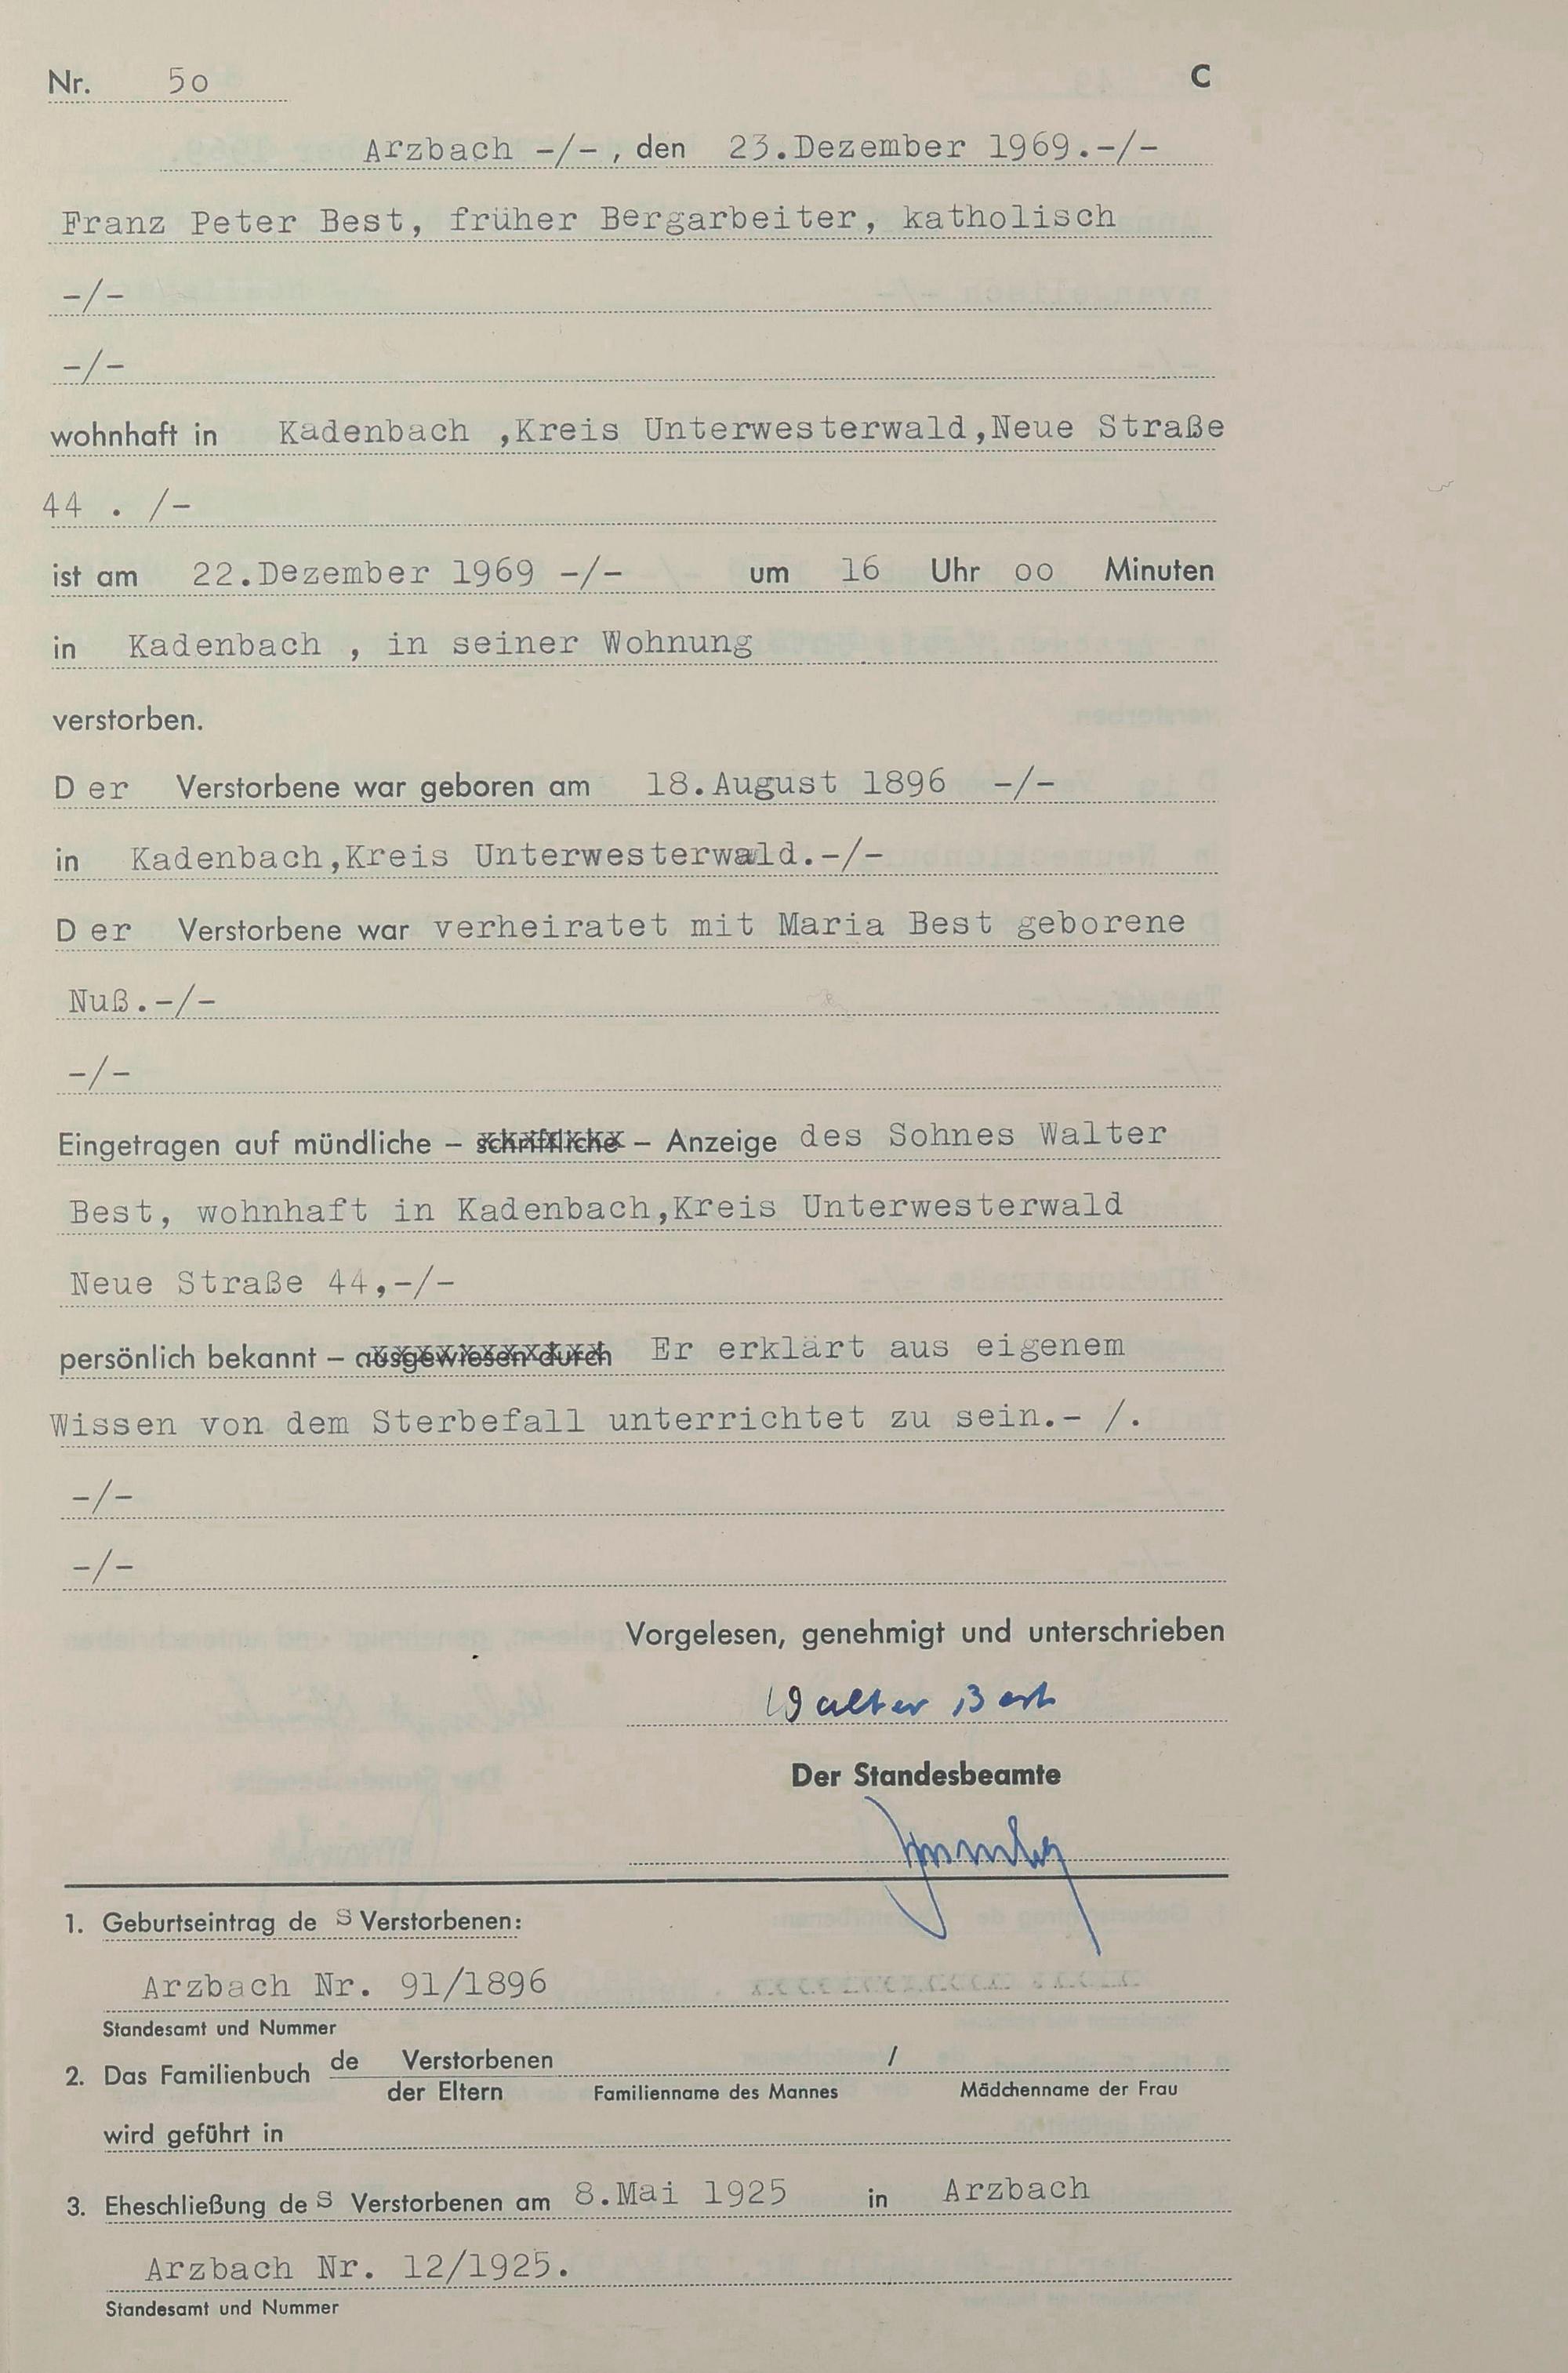 Nr. 5o C
Arzbach -/- , den 23.Dezember 1969.-/-
Franz Peter Best, früher Bergarbeiter, katholisch
-/-
-/-
wohnhaft in Kadenbach ,Kreis Unterwesterwald,Neue Straße
44 . /-
ist am 22.Dezember 1969 -/- um 16 Uhr oo Minuten
in Kadenbach , in seiner Wohnung
verstorben.
D er Verstorbene war geboren am 18.August 1896 -/-
in Kadenbach,Kreis Unterwesterwald.-/-
D er Verstorbene war verheiratet mit Maria Best geborene
Nuß.-/-
-/-
Eingetragen auf mündliche – schriftliche – Anzeige des Sohnes Walter
Best, wohnhaft in Kadenbach,Kreis Unterwesterwald
Neue Straße 44,-/-
persönlich bekannt – ausgewiesen durch Er erklärt aus eigenem
Wissen von dem Sterbefall unterrichtet zu sein.- /.
-/-
-/-
Vorgelesen, genehmigt und unterschrieben
Walter Best
Der Standesbeamte
1. Geburtseintrag de s Verstorbenen:
Arzbach Nr. 91/1896
Standesamt und Nummer
2. Das Familienbuch de Verstorbenen /
der Eltern Familienname des Mannes Mädchenname der Frau
wird geführt in
3. Eheschließung de s Verstorbenen am 8.Mai 1925 in Arzbach
Arzbach Nr. 12/1925.
Standesamt und Nummer